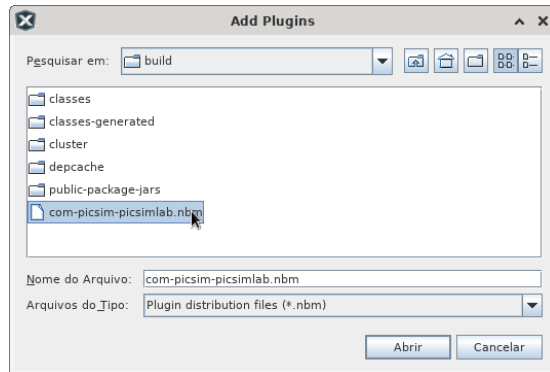 Add Plugins
Pesquisar em: build
classes
classes-generated
cluster
depcache
public-package-jars
com-picsim-picsimlab.nbm
Nome do Arquivo: com-picsim-picsimlab.nbm
Arquivos do Tipo: Plugin distribution files (*.nbm)
Abrir Cancelar